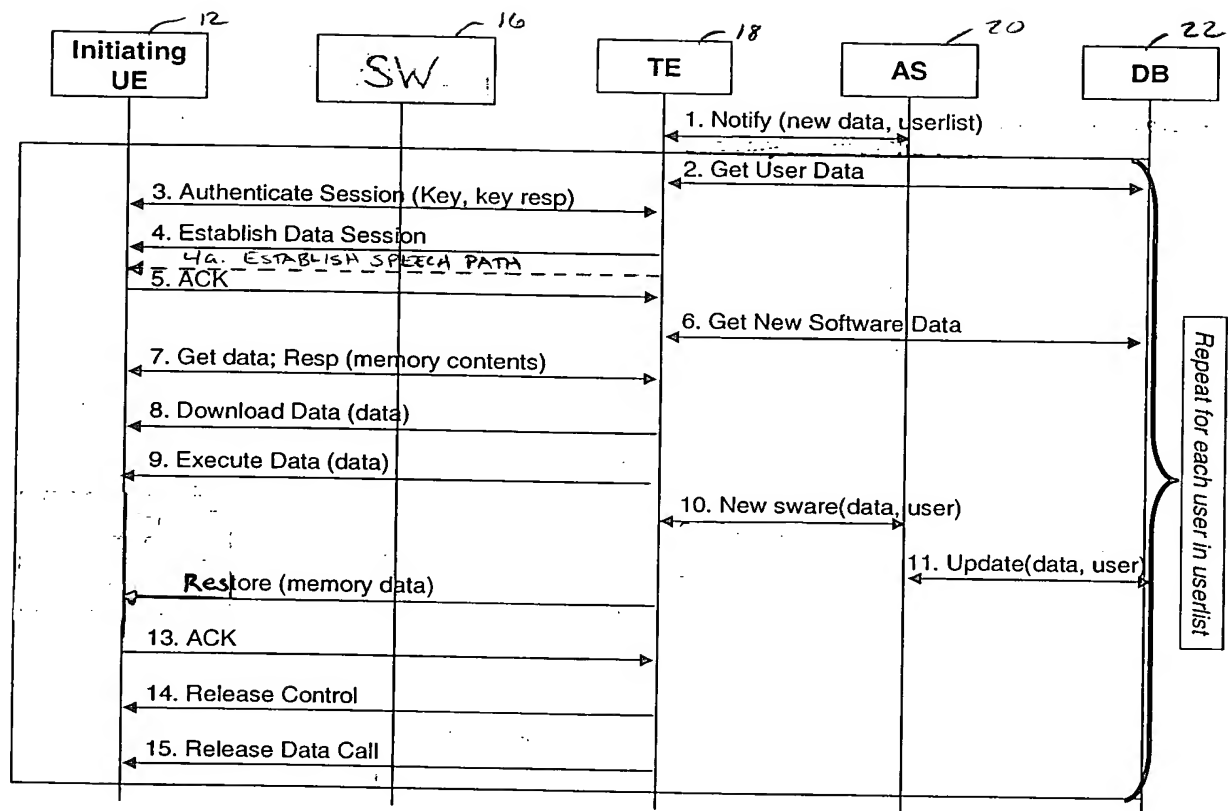 12
16
18
20
22
Initiating
UE
SW
TE
AS
DB
1. Notify (new data, userlist)
2. Get User Data
3. Authenticate Session (Key, key resp)
4. Establish Data Session
4a. ESTABLISH SPEECH PATH
5. ACK
6. Get New Software Data
7. Get data; Resp (memory contents)
8. Download Data (data)
9. Execute Data (data)
10. New sware(data, user)
11. Update(data, user)
Restore (memory data)
13. ACK
14. Release Control
15. Release Data Call
Repeat for each user in userlist